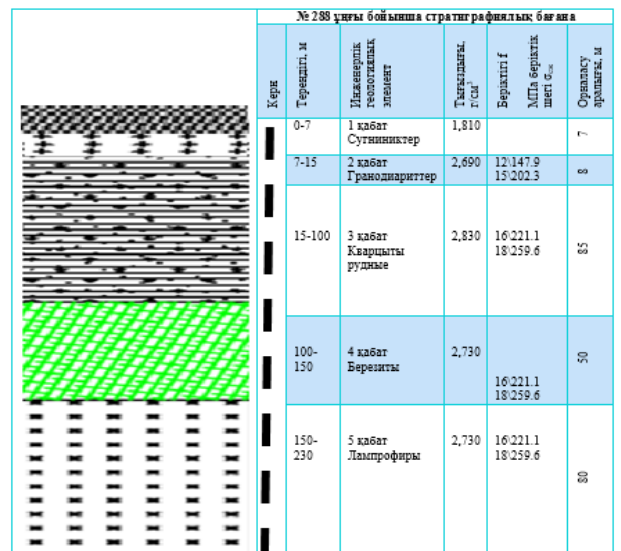 № 288 ұңғы бойынша стратиграфиялық бағана
Керн
Тереңдігі, м
Инженерлік
геологиялық
элемент
Тығыздығы,
г/см³
Беріктігі f
МПа беріктік
шегі σсж
Орналасу
аралығы, м
0-7
1 қабат
Сугниниктер
1,810
7
7-15
2 қабат
Гранодиариттер
2,690
12\147.9
15\202.3
8
15-100
3 қабат
Кварцыты
рудные
2,830
16\221.1
18\259.6
85
100-
150
4 қабат
Березиты
2,730
16\221.1
18\259.6
50
150-
230
5 қабат
Лампрофиры
2,730
16\221.1
18\259.6
80